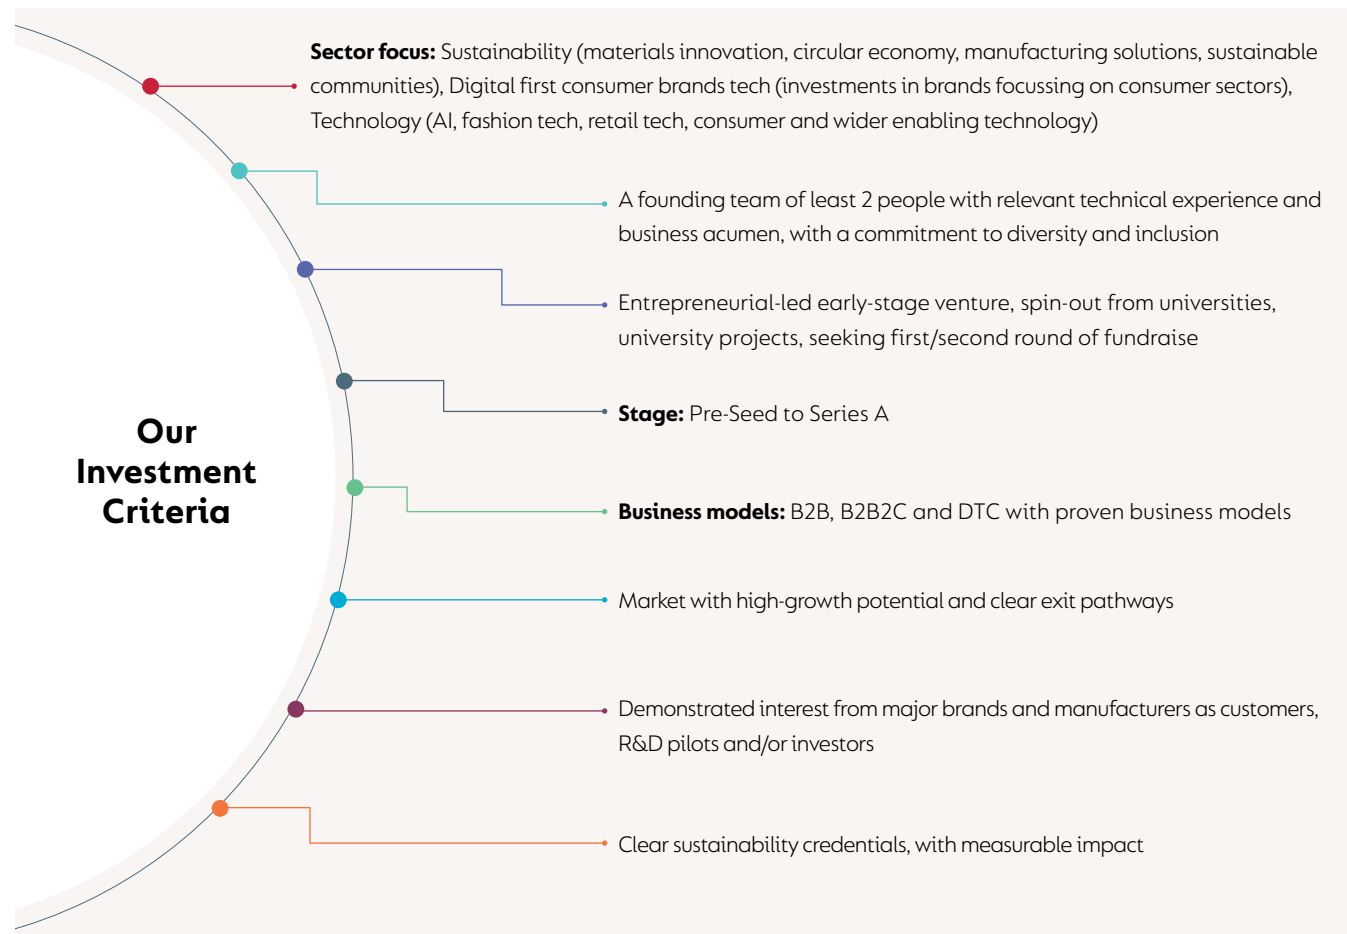 Our
Investment
Criteria
Sector focus: Sustainability (materials innovation, circular economy, manufacturing solutions, sustainable
communities), Digital first consumer brands tech (investments in brands focussing on consumer sectors),
Technology (AI, fashion tech, retail tech, consumer and wider enabling technology)
A founding team of least 2 people with relevant technical experience and
business acumen, with a commitment to diversity and inclusion
Entrepreneurial-led early-stage venture, spin-out from universities,
university projects, seeking first/second round of fundraise
Stage: Pre-Seed to Series A
Business models: B2B, B2B2C and DTC with proven business models
Market with high-growth potential and clear exit pathways
Demonstrated interest from major brands and manufacturers as customers,
R&D pilots and/or investors
Clear sustainability credentials, with measurable impact